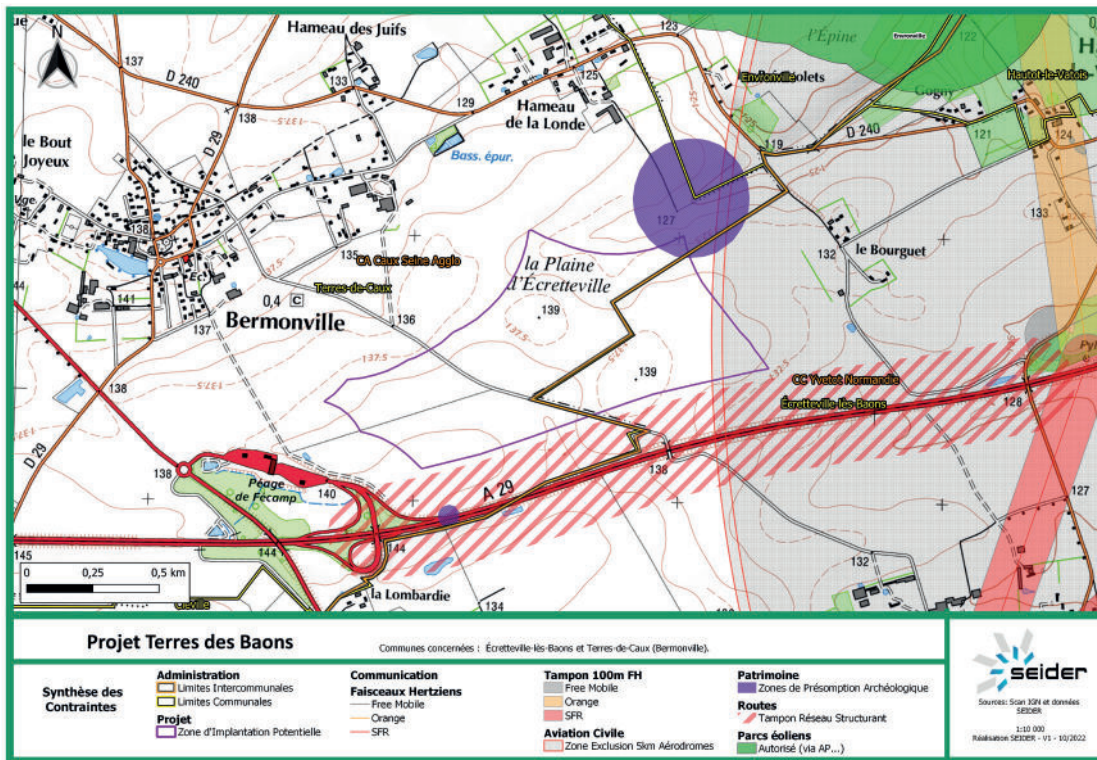 Hameau des Juifs
N
137
D 240
133
129
125
123
l'Épine
Envronville
122
Envronville
Hautot-le-Vatois
138
D 29
Hameau
de la Londe
le Bout
Joyeux
Bass. épur.
119
D 240
121
124
127
138
135
CA Caux Seine Agglo
Terres-de-Caux
la Plaine
d'Écretteville
132
le Bourguet
133
141
0,4 C
137
Bermonville
136
139
137.5
139
137.5
132.5
CC Yvetot Normandie
Écretteville-lès-Baons
128
138
D 29
138
Péage
de Fécamp
140
A 29
138
127
145
144
144
132
0 0,25 0,5 km
la Lombardie
134
Cléville
Projet Terres des Baons
Communes concernées : Écretteville-lès-Baons et Terres-de-Caux (Bermonville).
Synthèse des
Contraintes
Administration
Limites Intercommunales
Limites Communales
Projet
Zone d'Implantation Potentielle
Communication
Faisceaux Hertziens
Free Mobile
Orange
SFR
Tampon 100m FH
Free Mobile
Orange
SFR
Aviation Civile
Zone Exclusion 5km Aérodromes
Patrimoine
Zones de Présomption Archéologique
Routes
Tampon Réseau Structurant
Parcs éoliens
Autorisé (via AP...)
seider
Sources: Scan IGN et données
SEIDER
1:10 000
Réalisation SEIDER - V1 - 10/2022